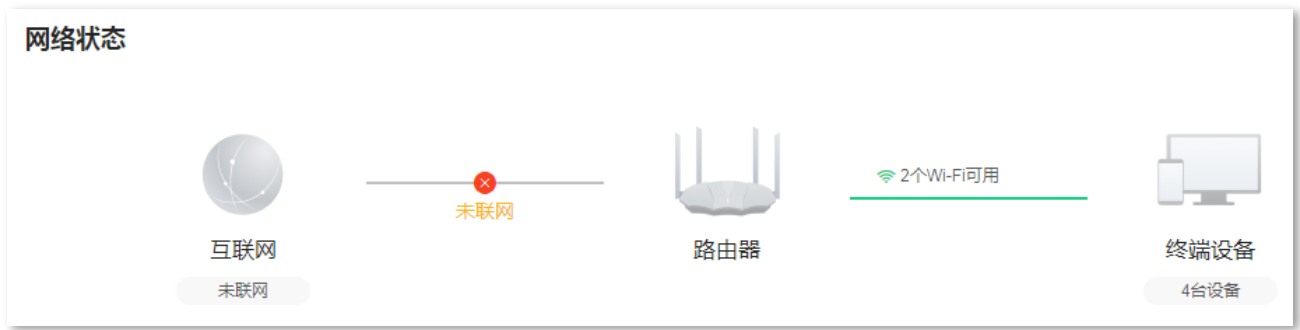 网络状态
2个Wi-Fi可用
未联网
互联网
路由器
终端设备
未联网
4台设备